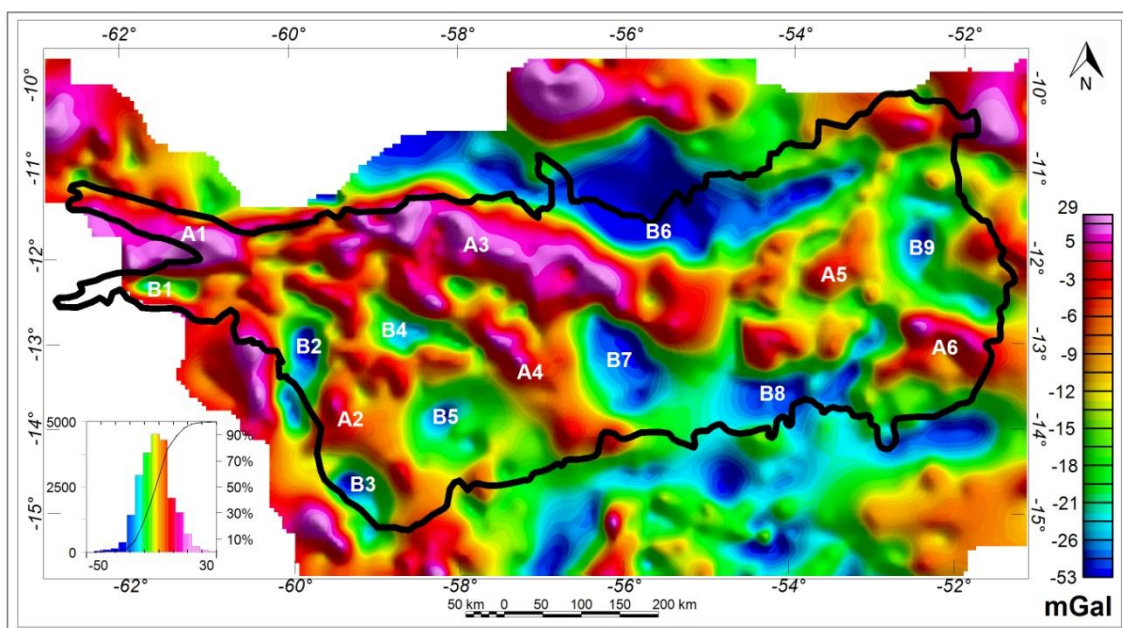 -62° -60° -58° -56° -54° -52°
-10° -10°
N
-11° -11°
29
A1 A3 B6 B9 5
-12° A5 -12° -3
B1 -6
B4 -9
-13° B2 A4 B7 A6 -13° -12
A2 B5 B8 -15
-14° -14° -18
5000 90%
70% B3 -21
2500 50% -15° -15° -26
30%
0 10% -53
-50 30 mGal
-62° -60° -58° -56° -54° -52°
50 km 0 50 100 150 200 km